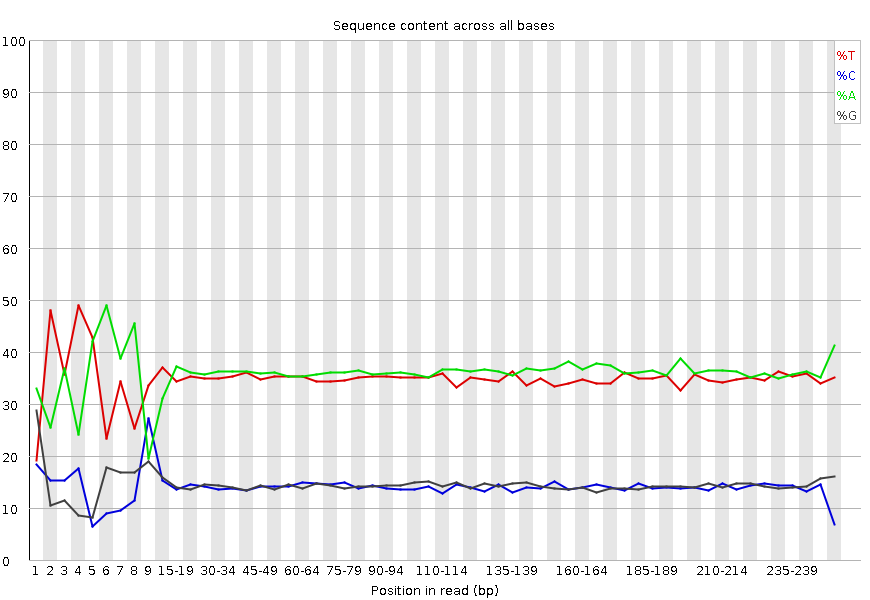 Sequence content across all bases
100
90
80
70
60
50
40
30
20
10
0
%T
%C
%A
%G
1 2 3 4 5 6 7 8 9 15-19 30-34 45-49 60-64 75-79 90-94 110-114 135-139 160-164 185-189 210-214 235-239
Position in read (bp)